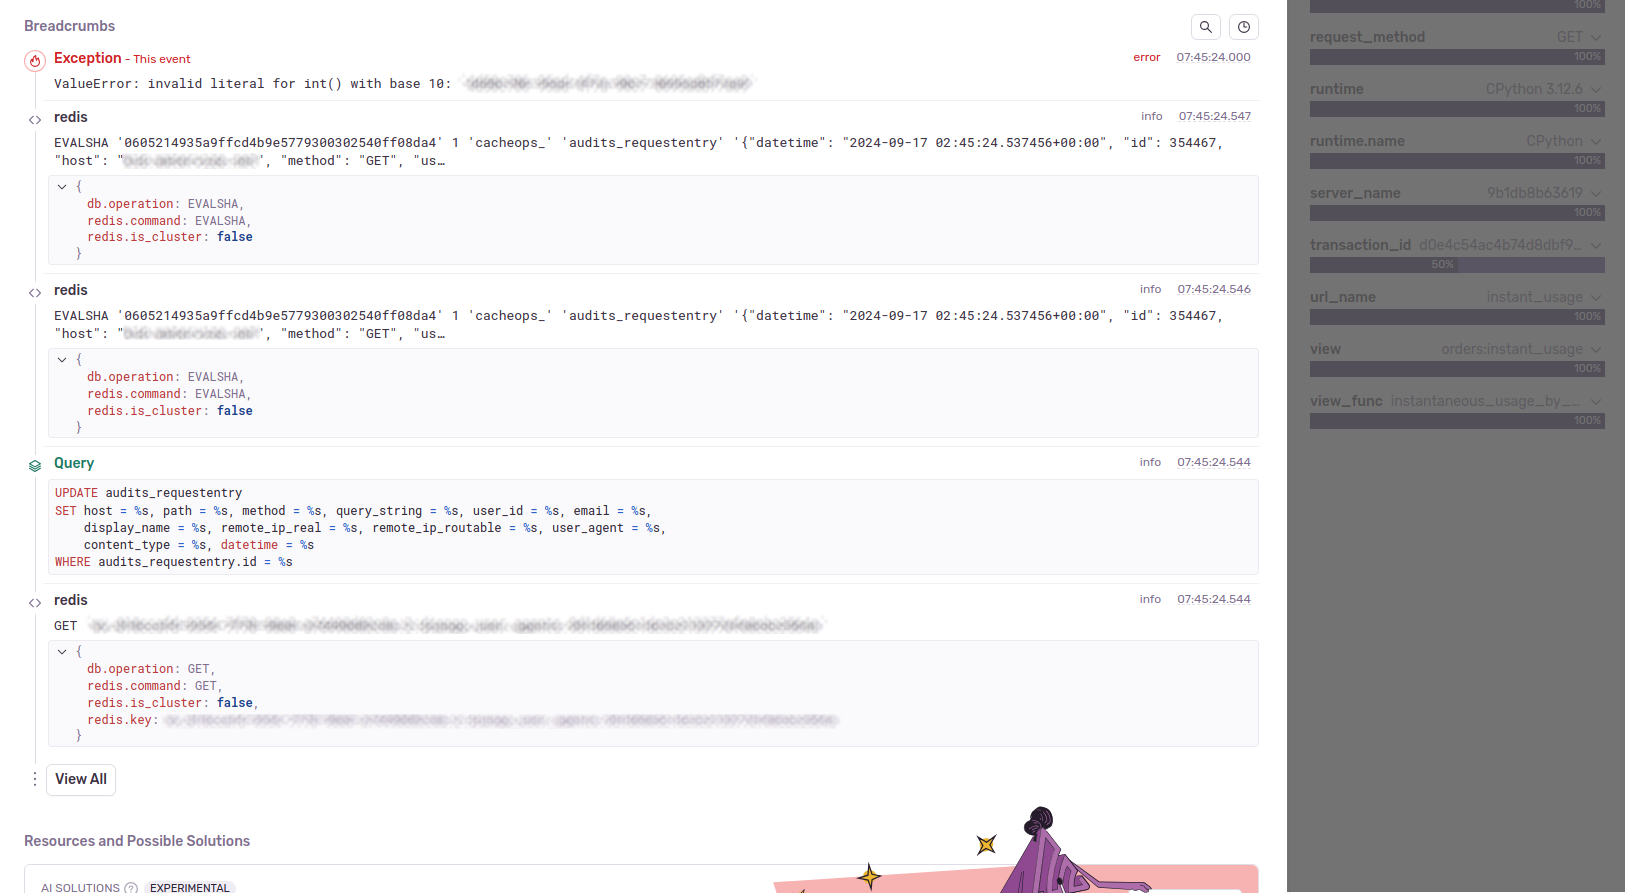 Breadcrumbs
Exception - This event
error 07:45:24.000
ValueError: invalid literal for int() with base 10:
redis
info 07:45:24.547
EVALSHA '0605214935a9ffcd4b9e5779300302540ff08da4' 1 'cacheops_' 'audits_requestentry' '{"datetime": "2024-09-17 02:45:24.537456+00:00", "id": 354467,
"host": " ", "method": "GET", "us…
{
db.operation: EVALSHA,
redis.command: EVALSHA,
redis.is_cluster: false
}
redis
info 07:45:24.546
EVALSHA '0605214935a9ffcd4b9e5779300302540ff08da4' 1 'cacheops_' 'audits_requestentry' '{"datetime": "2024-09-17 02:45:24.537456+00:00", "id": 354467,
"host": " ", "method": "GET", "us…
{
db.operation: EVALSHA,
redis.command: EVALSHA,
redis.is_cluster: false
}
Query
info 07:45:24.544
UPDATE audits_requestentry
SET host = %s, path = %s, method = %s, query_string = %s, user_id = %s, email = %s,
display_name = %s, remote_ip_real = %s, remote_ip_routable = %s, user_agent = %s,
content_type = %s, datetime = %s
WHERE audits_requestentry.id = %s
redis
info 07:45:24.544
GET
{
db.operation: GET,
redis.command: GET,
redis.is_cluster: false,
redis.key:
}
View All
Resources and Possible Solutions
AI SOLUTIONS ? EXPERIMENTAL
100%
request_method GET
100%
runtime CPython 3.12.6
100%
runtime.name CPython
100%
server_name 9b1db8b63619
100%
transaction_id d0e4c54ac4b74d8dbf9…
50%
url_name instant_usage
100%
view orders:instant_usage
100%
view_func instantaneous_usage_by_…
100%